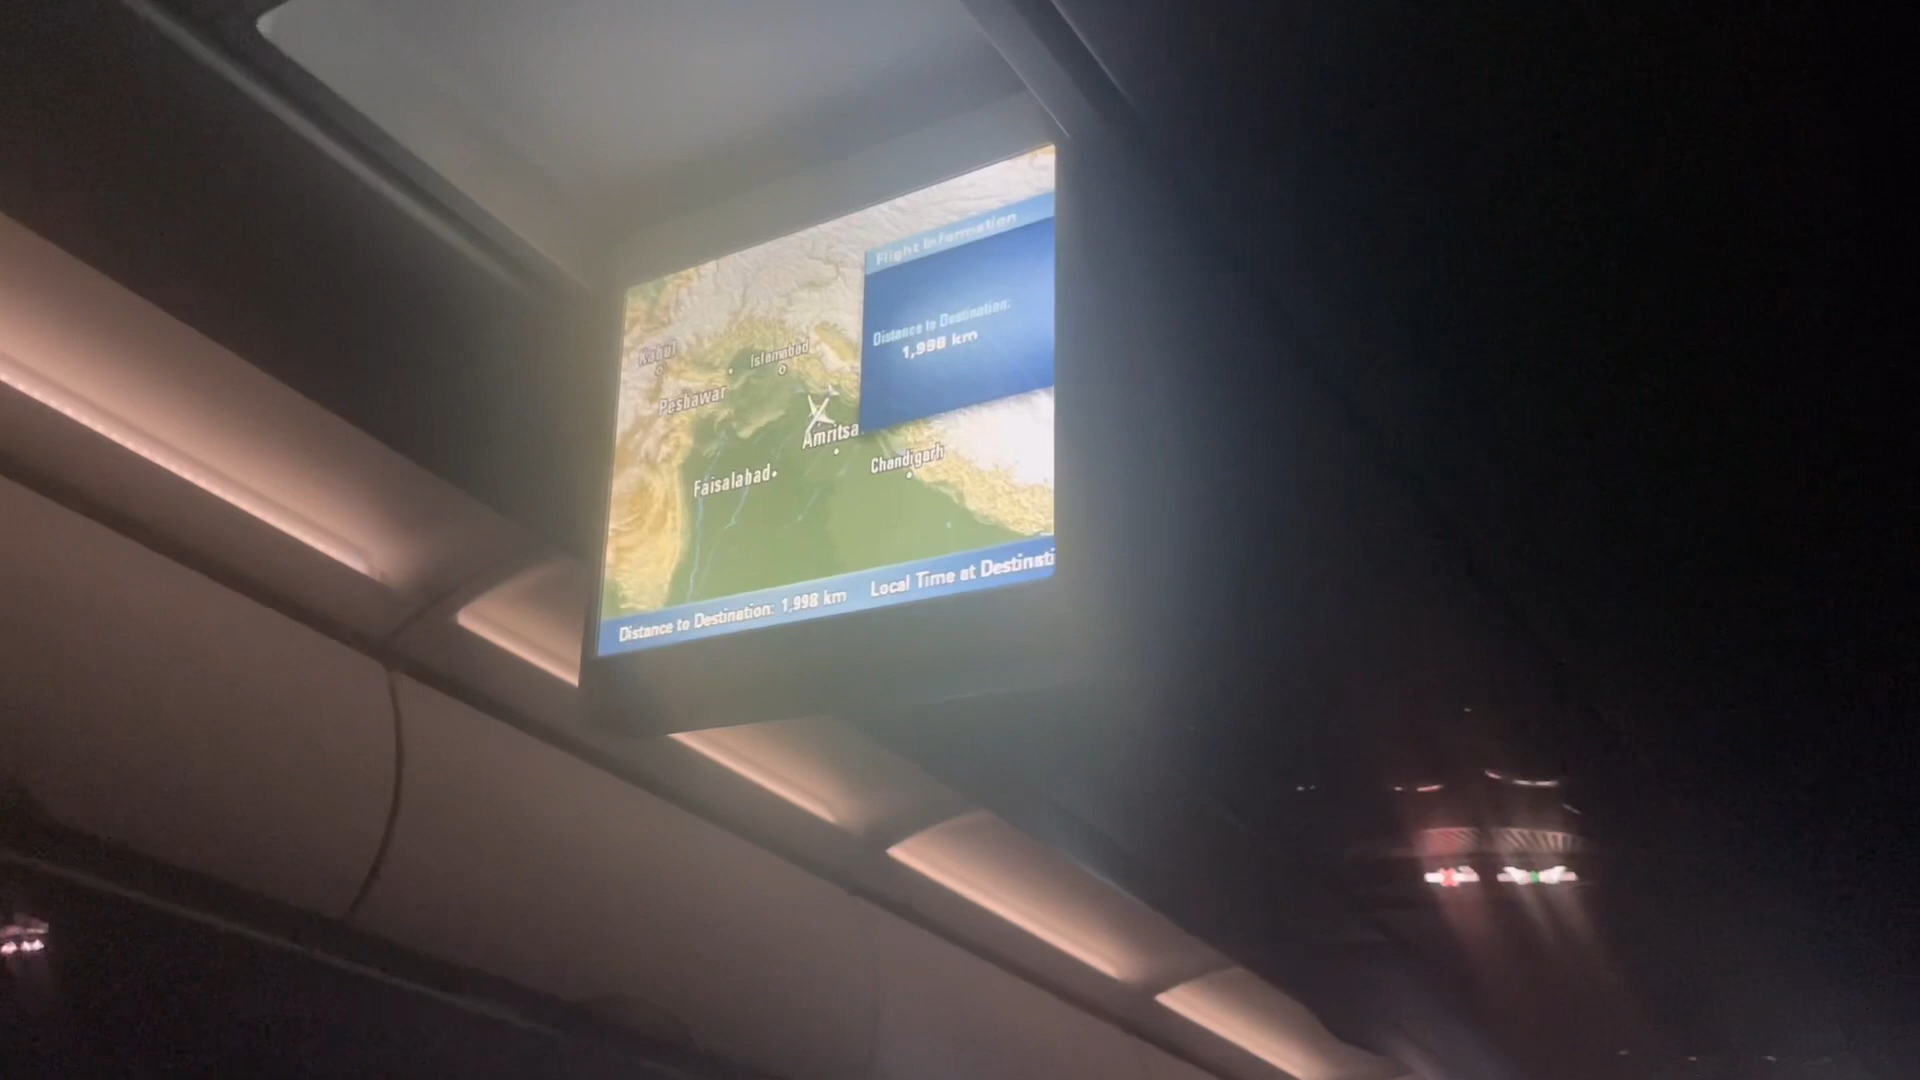 Flight Information
Distance to Destination:
1,998 km
Kabul
Islamabad
Peshawar
Amritsa
Chandigarh
Faisalabad
Distance to Destination: 1,998 km Local Time at Destinati